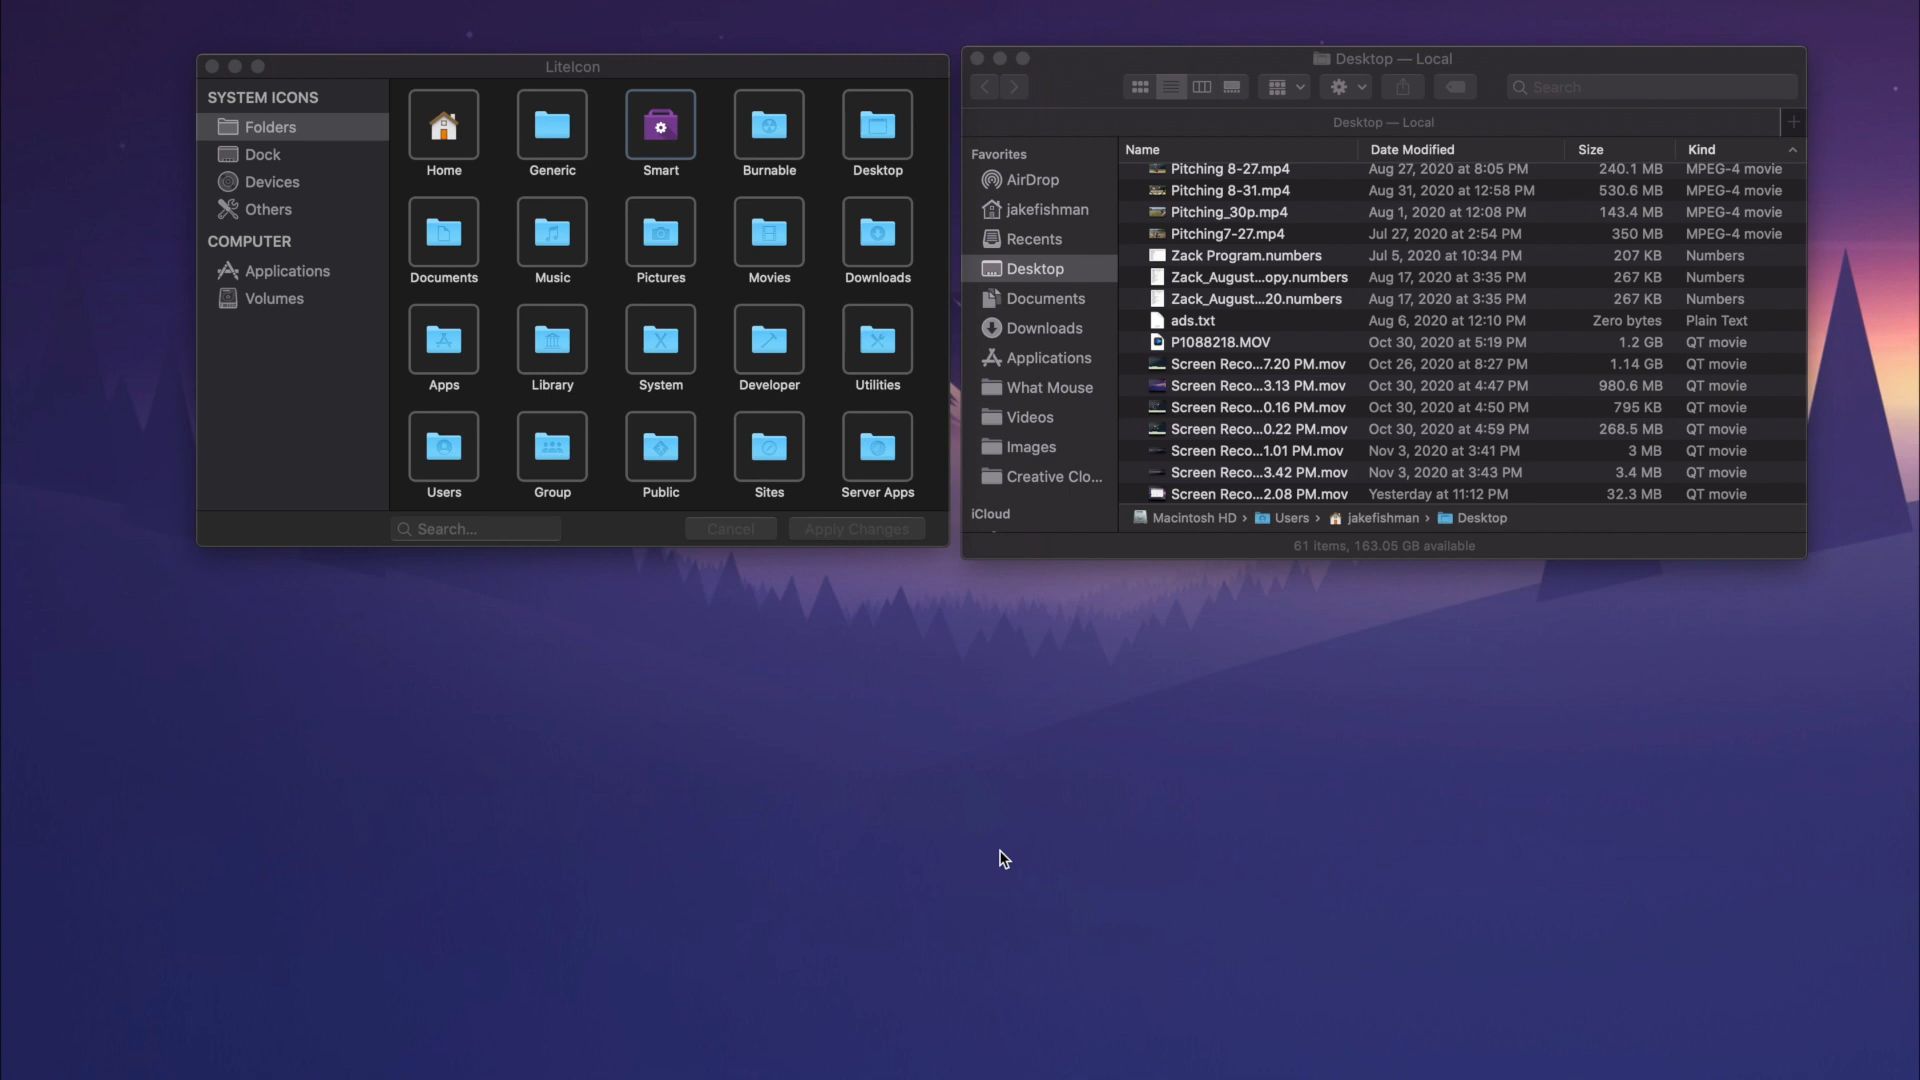 LiteIcon
SYSTEM ICONS
Folders
Dock
Devices
Others
COMPUTER
Applications
Volumes
Home Generic Smart Burnable Desktop
Documents Music Pictures Movies Downloads
Apps Library System Developer Utilities
Users Group Public Sites Server Apps
Search... Cancel Apply Changes
Desktop — Local
Search
Desktop — Local
Favorites
AirDrop
jakefishman
Recents
Desktop
Documents
Downloads
Applications
What Mouse
Videos
Images
Creative Clo...
iCloud
Name Date Modified Size Kind
Pitching 8-27.mp4 Aug 27, 2020 at 8:05 PM 240.1 MB MPEG-4 movie
Pitching 8-31.mp4 Aug 31, 2020 at 12:58 PM 530.6 MB MPEG-4 movie
Pitching_30p.mp4 Aug 1, 2020 at 12:08 PM 143.4 MB MPEG-4 movie
Pitching7-27.mp4 Jul 27, 2020 at 2:54 PM 350 MB MPEG-4 movie
Zack Program.numbers Jul 5, 2020 at 10:34 PM 207 KB Numbers
Zack_August...opy.numbers Aug 17, 2020 at 3:35 PM 267 KB Numbers
Zack_August...20.numbers Aug 17, 2020 at 3:35 PM 267 KB Numbers
ads.txt Aug 6, 2020 at 12:10 PM Zero bytes Plain Text
P1088218.MOV Oct 30, 2020 at 5:19 PM 1.2 GB QT movie
Screen Reco...7.20 PM.mov Oct 26, 2020 at 8:27 PM 1.14 GB QT movie
Screen Reco...3.13 PM.mov Oct 30, 2020 at 4:47 PM 980.6 MB QT movie
Screen Reco...0.16 PM.mov Oct 30, 2020 at 4:50 PM 795 KB QT movie
Screen Reco...0.22 PM.mov Oct 30, 2020 at 4:59 PM 268.5 MB QT movie
Screen Reco...1.01 PM.mov Nov 3, 2020 at 3:41 PM 3 MB QT movie
Screen Reco...3.42 PM.mov Nov 3, 2020 at 3:43 PM 3.4 MB QT movie
Screen Reco...2.08 PM.mov Yesterday at 11:12 PM 32.3 MB QT movie
Macintosh HD › Users › jakefishman › Desktop
61 items, 163.05 GB available